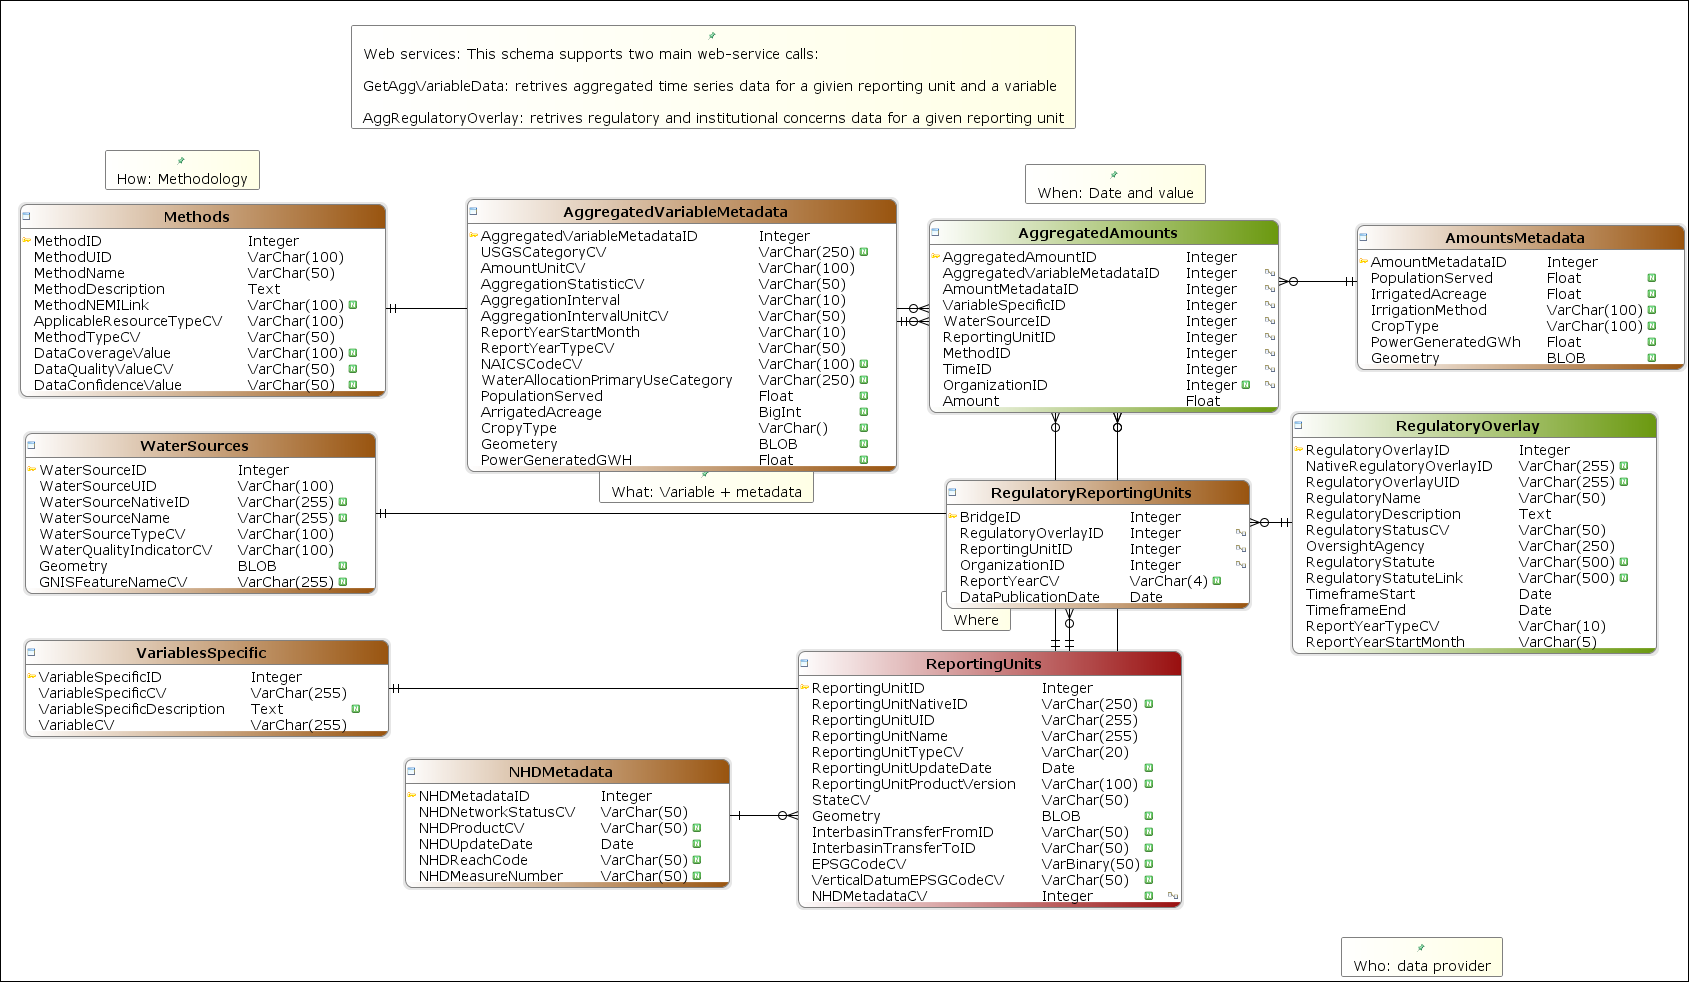 Web services: This schema supports two main web-service calls:
GetAggVariableData: retrives aggregated time series data for a givien reporting unit and a variable
AggRegulatoryOverlay: retrives regulatory and institutional concerns data for a given reporting unit
How: Methodology
When: Date and value
Methods
MethodID Integer
MethodUID VarChar(100)
MethodName VarChar(50)
MethodDescription Text
MethodNEMILink VarChar(100) N
ApplicableResourceTypeCV VarChar(100)
MethodTypeCV VarChar(50)
DataCoverageValue VarChar(100) N
DataQualityValueCV VarChar(50) N
DataConfidenceValue VarChar(50) N
AggregatedVariableMetadata
AggregatedVariableMetadataID Integer
USGSCategoryCV VarChar(250) N
AmountUnitCV VarChar(100)
AggregationStatisticCV VarChar(50)
AggregationInterval VarChar(10)
AggregationIntervalUnitCV VarChar(50)
ReportYearStartMonth VarChar(10)
ReportYearTypeCV VarChar(50)
NAICSCodeCV VarChar(100) N
WaterAllocationPrimaryUseCategory VarChar(250) N
PopulationServed Float N
ArrigatedAcreage BigInt N
CropyType VarChar() N
Geometery BLOB N
PowerGeneratedGWH Float N
What: Variable + metadata
AggregatedAmounts
AggregatedAmountID Integer
AggregatedVariableMetadataID Integer
AmountMetadataID Integer
VariableSpecificID Integer
WaterSourceID Integer
ReportingUnitID Integer
MethodID Integer
TimeID Integer
OrganizationID Integer N
Amount Float
AmountsMetadata
AmountMetadataID Integer
PopulationServed Float N
IrrigatedAcreage Float N
IrrigationMethod VarChar(100) N
CropType VarChar(100) N
PowerGeneratedGWh Float N
Geometry BLOB N
WaterSources
WaterSourceID Integer
WaterSourceUID VarChar(100)
WaterSourceNativeID VarChar(255) N
WaterSourceName VarChar(255) N
WaterSourceTypeCV VarChar(100)
WaterQualityIndicatorCV VarChar(100)
Geometry BLOB N
GNISFeatureNameCV VarChar(255) N
RegulatoryReportingUnits
BridgeID Integer
RegulatoryOverlayID Integer
ReportingUnitID Integer
OrganizationID Integer
ReportYearCV VarChar(4) N
DataPublicationDate Date
Where
RegulatoryOverlay
RegulatoryOverlayID Integer
NativeRegulatoryOverlayID VarChar(255) N
RegulatoryOverlayUID VarChar(255) N
RegulatoryName VarChar(50)
RegulatoryDescription Text
RegulatoryStatusCV VarChar(50)
OversightAgency VarChar(250)
RegulatoryStatute VarChar(500) N
RegulatoryStatuteLink VarChar(500) N
TimeframeStart Date
TimeframeEnd Date
ReportYearTypeCV VarChar(10)
ReportYearStartMonth VarChar(5)
VariablesSpecific
VariableSpecificID Integer
VariableSpecificCV VarChar(255)
VariableSpecificDescription Text N
VariableCV VarChar(255)
ReportingUnits
ReportingUnitID Integer
ReportingUnitNativeID VarChar(250) N
ReportingUnitUID VarChar(255)
ReportingUnitName VarChar(255)
ReportingUnitTypeCV VarChar(20)
ReportingUnitUpdateDate Date N
ReportingUnitProductVersion VarChar(100) N
StateCV VarChar(50)
Geometry BLOB N
InterbasinTransferFromID VarChar(50) N
InterbasinTransferToID VarChar(50) N
EPSGCodeCV VarBinary(50) N
VerticalDatumEPSGCodeCV VarChar(50) N
NHDMetadataCV Integer N
NHDMetadata
NHDMetadataID Integer
NHDNetworkStatusCV VarChar(50)
NHDProductCV VarChar(50) N
NHDUpdateDate Date N
NHDReachCode VarChar(50) N
NHDMeasureNumber VarChar(50) N
Who: data provider